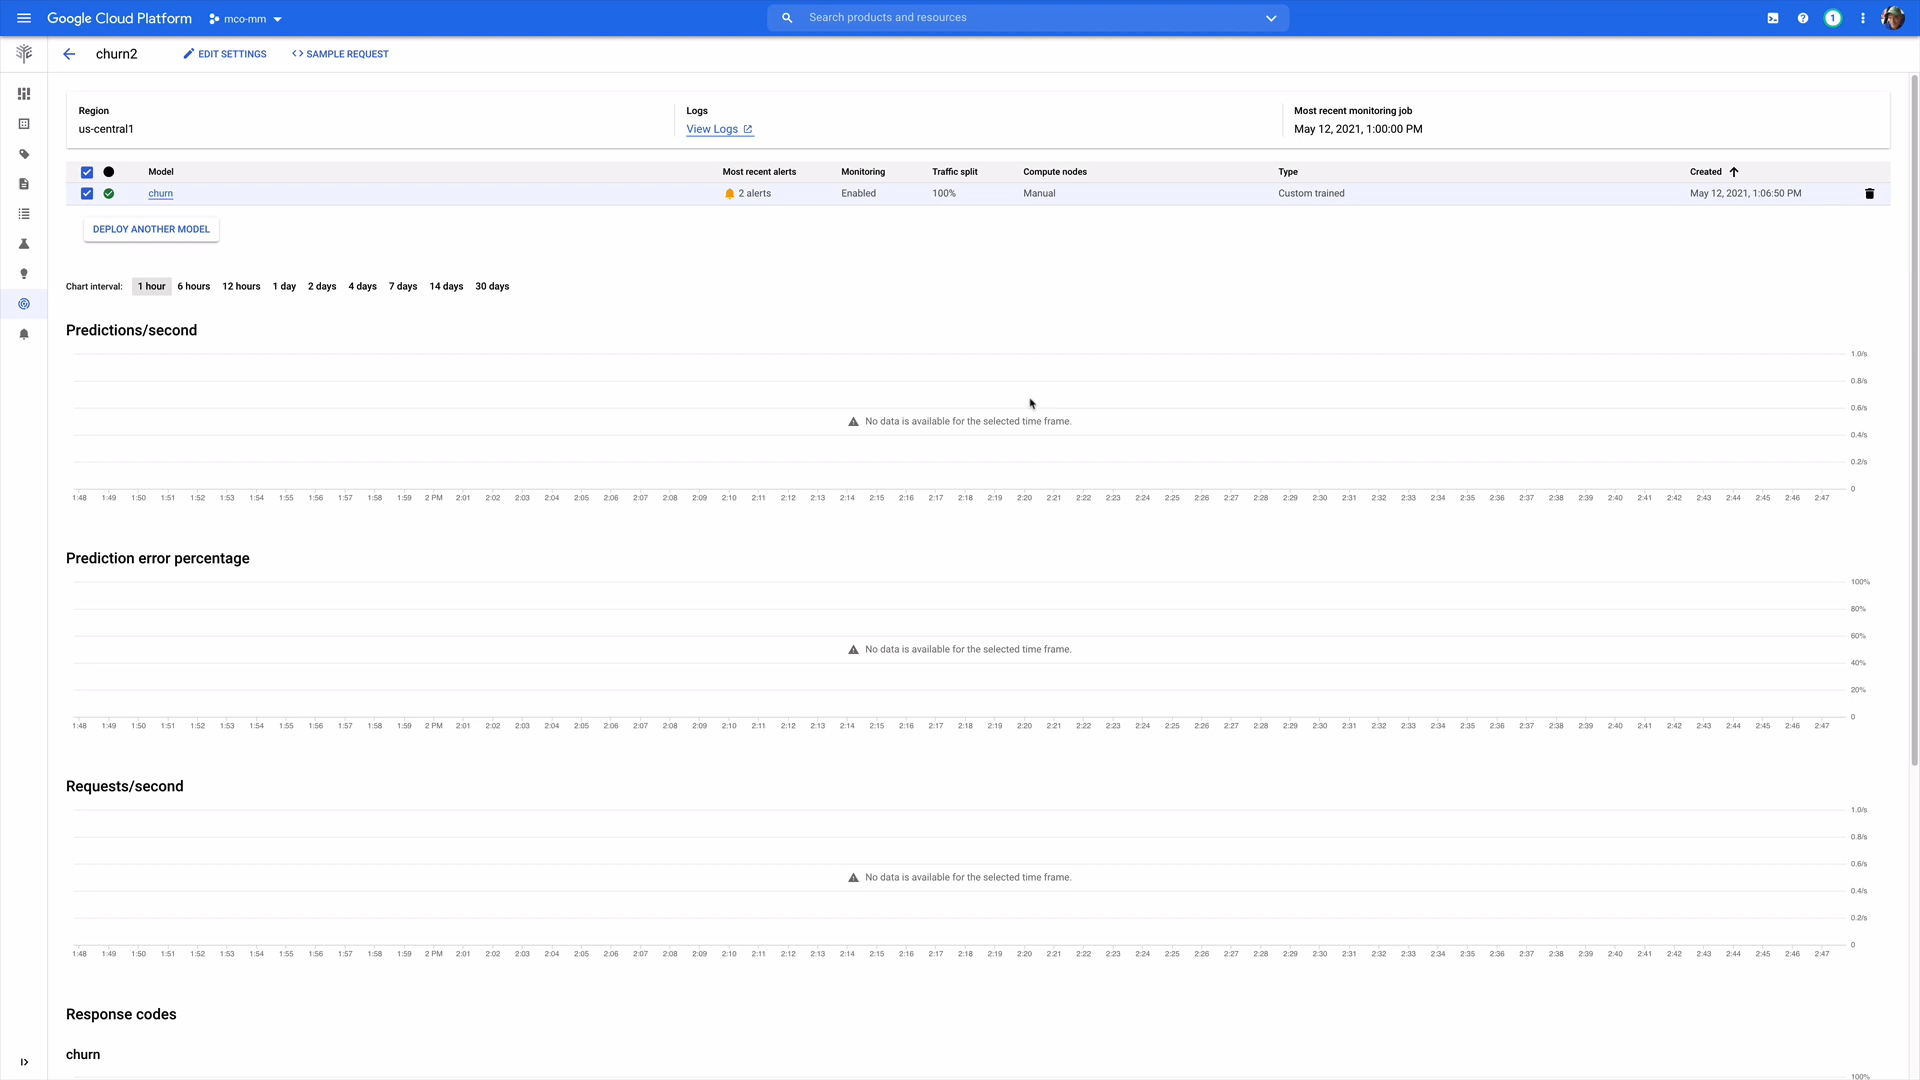 Google Cloud Platform mco-mm Search products and resources 1
churn2 EDIT SETTINGS <> SAMPLE REQUEST
Region Logs Most recent monitoring job
us-central1 View Logs May 12, 2021, 1:00:00 PM
Model Most recent alerts Monitoring Traffic split Compute nodes Type Created
churn 2 alerts Enabled 100% Manual Custom trained May 12, 2021, 1:06:50 PM
DEPLOY ANOTHER MODEL
Chart interval: 1 hour 6 hours 12 hours 1 day 2 days 4 days 7 days 14 days 30 days
Predictions/second
1.0/s
0.8/s
0.6/s
No data is available for the selected time frame.
0.4/s
0.2/s
0
1:48 1:49 1:50 1:51 1:52 1:53 1:54 1:55 1:56 1:57 1:58 1:59 2 PM 2:01 2:02 2:03 2:04 2:05 2:06 2:07 2:08 2:09 2:10 2:11 2:12 2:13 2:14 2:15 2:16 2:17 2:18 2:19 2:20 2:21 2:22 2:23 2:24 2:25 2:26 2:27 2:28 2:29 2:30 2:31 2:32 2:33 2:34 2:35 2:36 2:37 2:38 2:39 2:40 2:41 2:42 2:43 2:44 2:45 2:46 2:47
Prediction error percentage
100%
80%
60%
No data is available for the selected time frame.
40%
20%
0
1:48 1:49 1:50 1:51 1:52 1:53 1:54 1:55 1:56 1:57 1:58 1:59 2 PM 2:01 2:02 2:03 2:04 2:05 2:06 2:07 2:08 2:09 2:10 2:11 2:12 2:13 2:14 2:15 2:16 2:17 2:18 2:19 2:20 2:21 2:22 2:23 2:24 2:25 2:26 2:27 2:28 2:29 2:30 2:31 2:32 2:33 2:34 2:35 2:36 2:37 2:38 2:39 2:40 2:41 2:42 2:43 2:44 2:45 2:46 2:47
Requests/second
1.0/s
0.8/s
0.6/s
No data is available for the selected time frame.
0.4/s
0.2/s
0
1:48 1:49 1:50 1:51 1:52 1:53 1:54 1:55 1:56 1:57 1:58 1:59 2 PM 2:01 2:02 2:03 2:04 2:05 2:06 2:07 2:08 2:09 2:10 2:11 2:12 2:13 2:14 2:15 2:16 2:17 2:18 2:19 2:20 2:21 2:22 2:23 2:24 2:25 2:26 2:27 2:28 2:29 2:30 2:31 2:32 2:33 2:34 2:35 2:36 2:37 2:38 2:39 2:40 2:41 2:42 2:43 2:44 2:45 2:46 2:47
Response codes
churn
100%